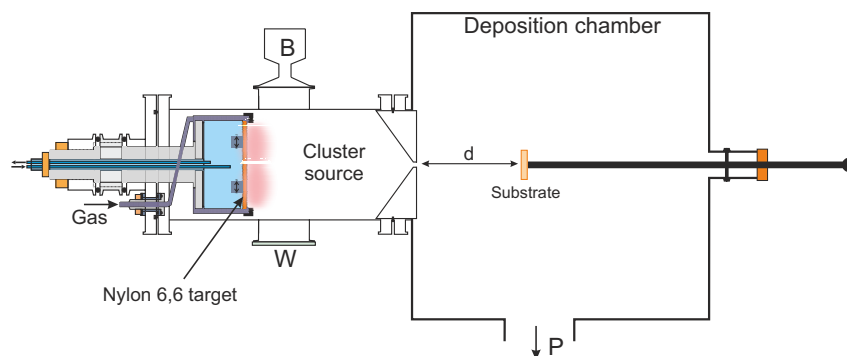 Deposition chamber
B
Cluster
source
d
Substrate
Gas
W
Nylon 6,6 target
P